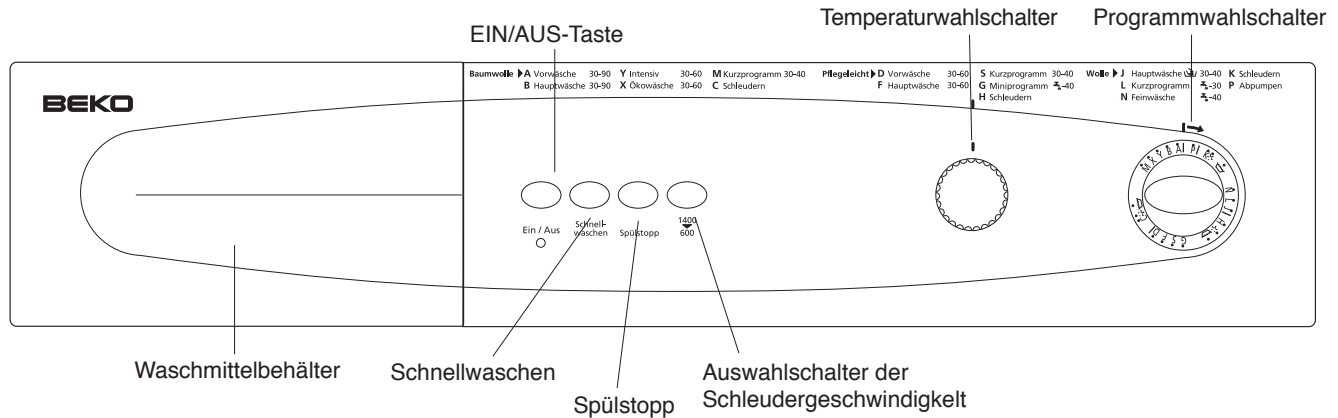 Temperaturwahlschalter
Programmwahlschalter
EIN/AUS-Taste
BEKO
Baumwolle A Vorwäsche 30-90 Y Intensiv 30-60 M Kurzprogramm 30-40
B Hauptwäsche 30-90 X Ökowäsche 30-60 C Schleudern
Pflegeleicht D Vorwäsche 30-60 S Kurzprogramm 30-40
F Hauptwäsche 30-60 G Miniprogramm -40
H Schleudern
Wolle J Hauptwäsche / 30-40 K Schleudern
L Kurzprogramm -30 P Abpumpen
N Feinwäsche -40
M X Y B A P K
N L J H
G S F D
Ein / Aus
Schnell-
waschen
Spülstopp
1400
600
Waschmittelbehälter
Schnellwaschen
Spülstopp
Auswahlschalter der
Schleudergeschwindigkelt